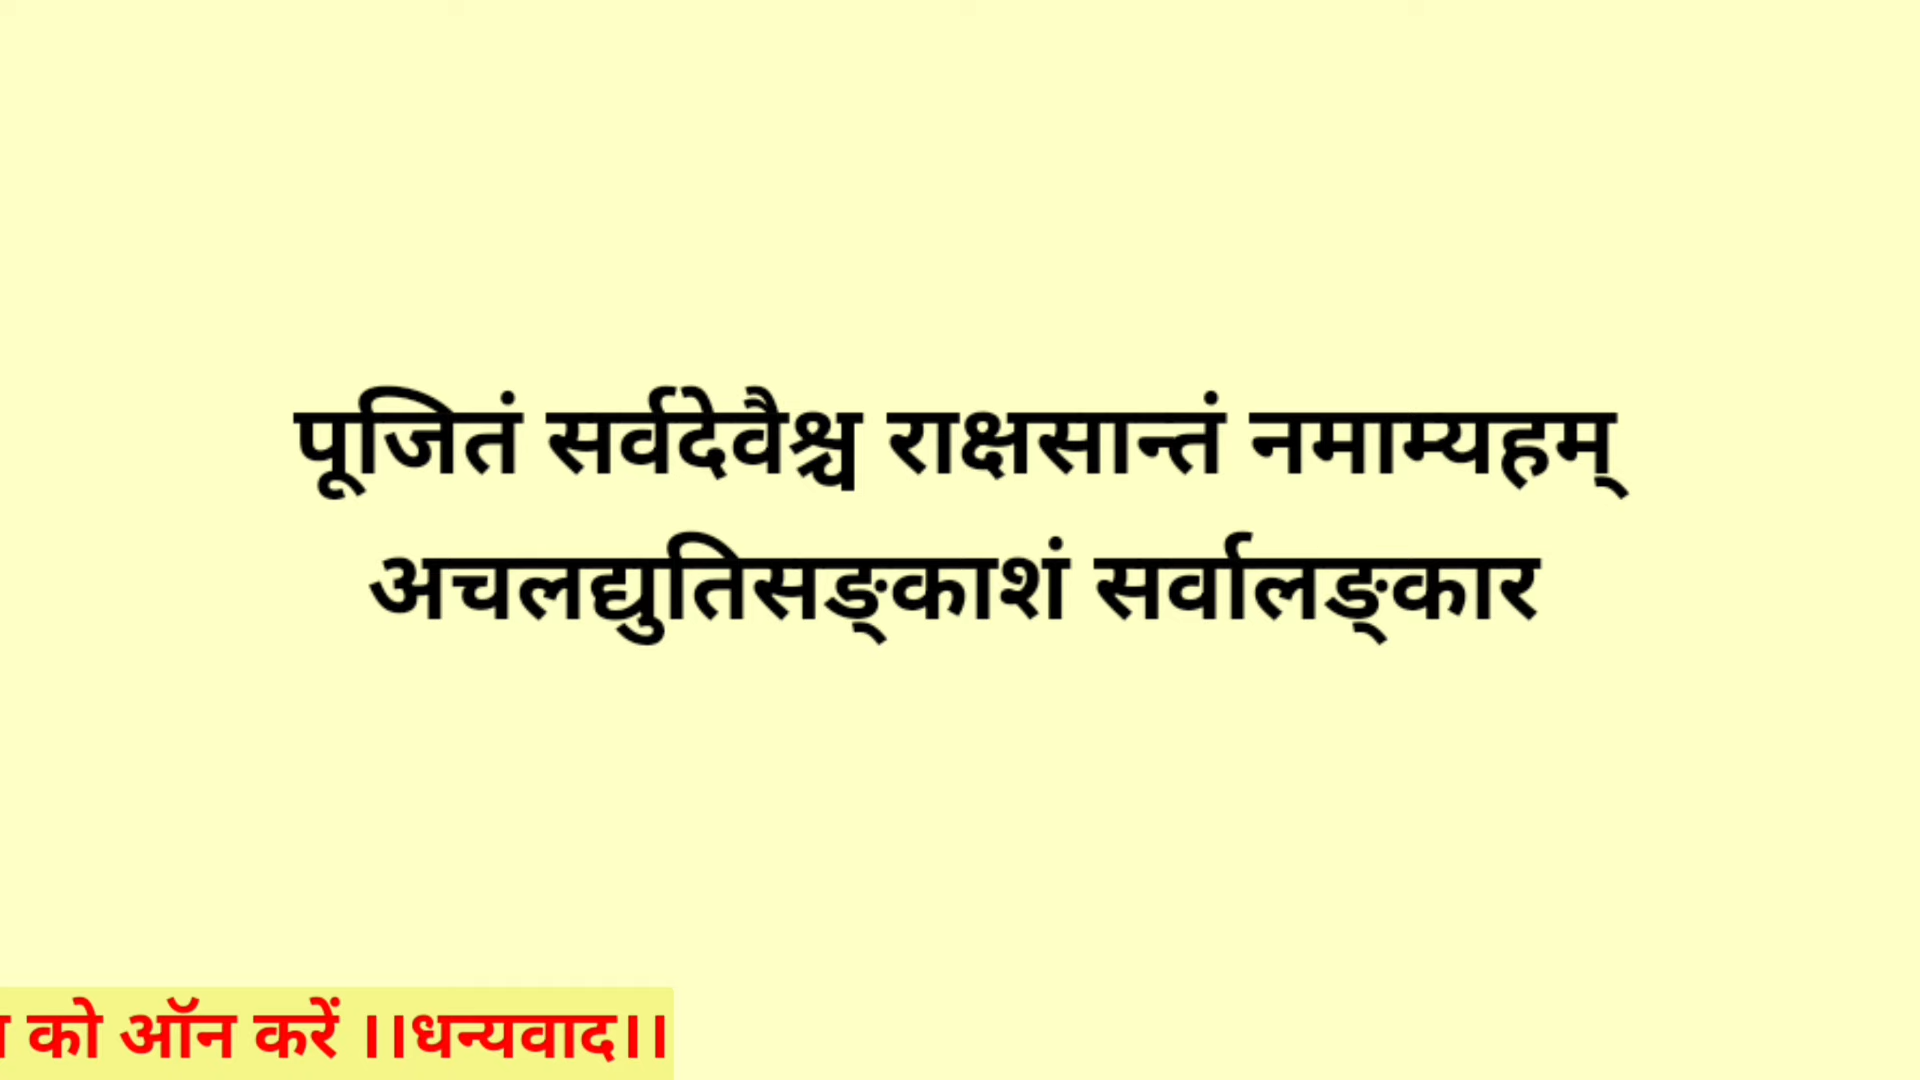 पूजितं सर्वदेवैश्च राक्षसान्तं नमाम्यहम्
अचलद्युतिसङ्काशं सर्वालङ्कार
को ऑन करें ।।धन्यवाद।।